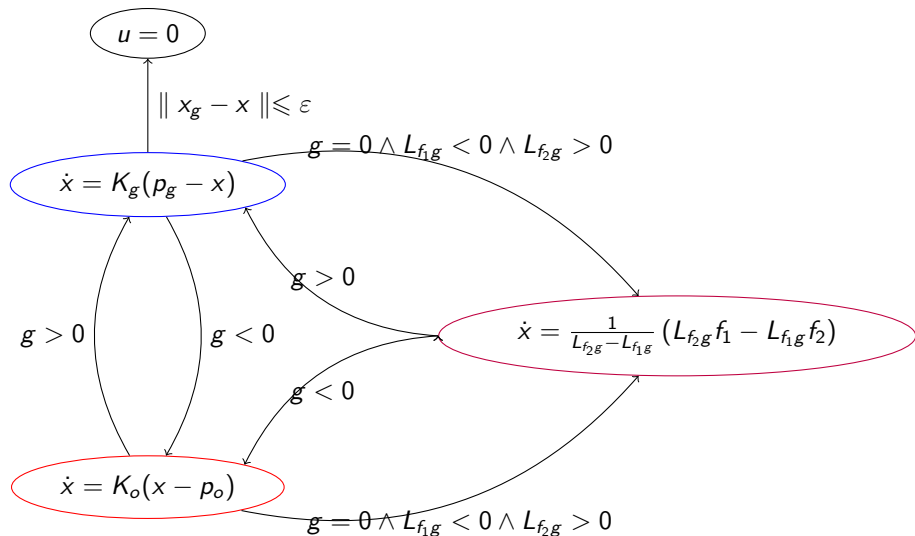 u = 0
‖ x_g − x ‖⩽ ε
g = 0 ∧ L_{f_1 g} < 0 ∧ L_{f_2 g} > 0
ẋ = K_g(p_g − x)
g > 0
g > 0
g < 0
ẋ = \frac{1}{L_{f_2 g} − L_{f_1 g}} (L_{f_2 g} f_1 − L_{f_1 g} f_2)
g < 0
ẋ = K_o(x − p_o)
g = 0 ∧ L_{f_1 g} < 0 ∧ L_{f_2 g} > 0